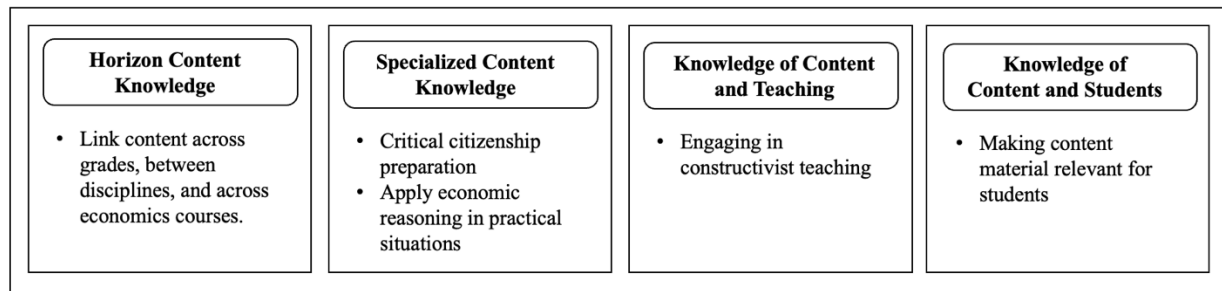 Horizon Content
Knowledge
• Link content across
grades, between
disciplines, and across
economics courses.
Specialized Content
Knowledge
• Critical citizenship
preparation
• Apply economic
reasoning in practical
situations
Knowledge of Content
and Teaching
• Engaging in
constructivist teaching
Knowledge of
Content and Students
• Making content
material relevant for
students